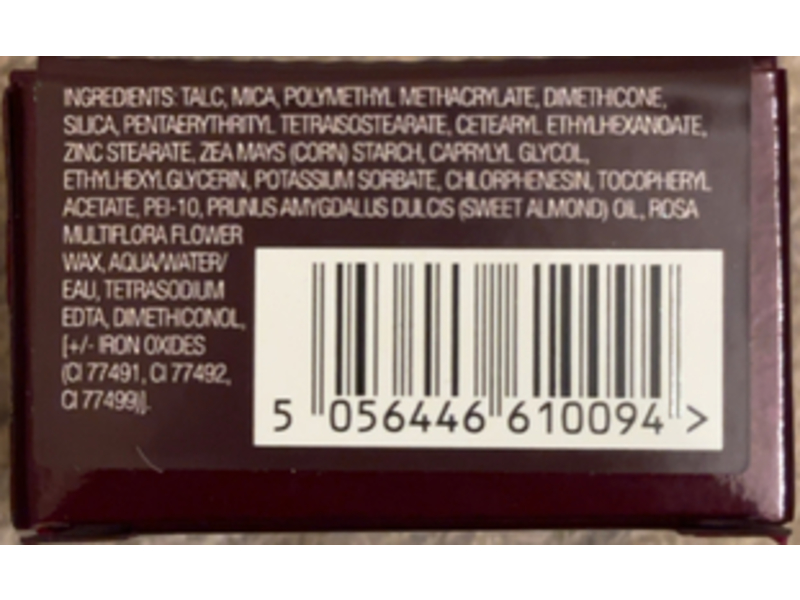 INGREDIENTS: TALC, MICA, POLYMETHYL METHACRYLATE, DIMETHICONE,
SILICA, PENTAERYTHRITYL TETRAISOSTEARATE, CETEARYL ETHYLHEXANOATE,
ZINC STEARATE, ZEA MAYS (CORN) STARCH, CAPRYLYL GLYCOL,
ETHYLHEXYLGLYCERIN, POTASSIUM SORBATE, CHLORPHENESIN, TOCOPHERYL
ACETATE, PEI-10, PRUNUS AMYGDALUS DULCIS (SWEET ALMOND) OIL, ROSA
MULTIFLORA FLOWER
WAX, AQUA/WATER/
EAU, TETRASODIUM
EDTA, DIMETHICONOL,
[+/- IRON OXIDES
(CI 77491, CI 77492,
CI 77499)].
5 056446 610094 >